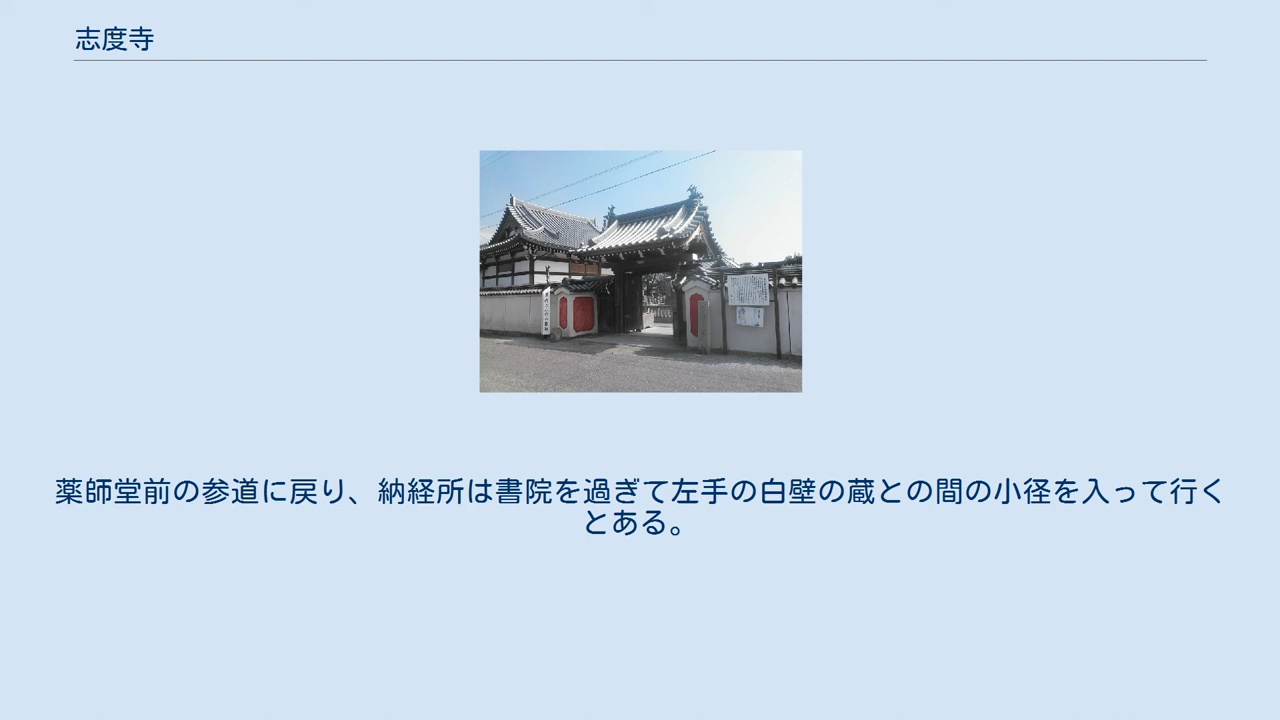 志度寺
薬師堂前の参道に戻り、納経所は書院を過ぎて左手の白壁の蔵との間の小径を入って行く
とある。